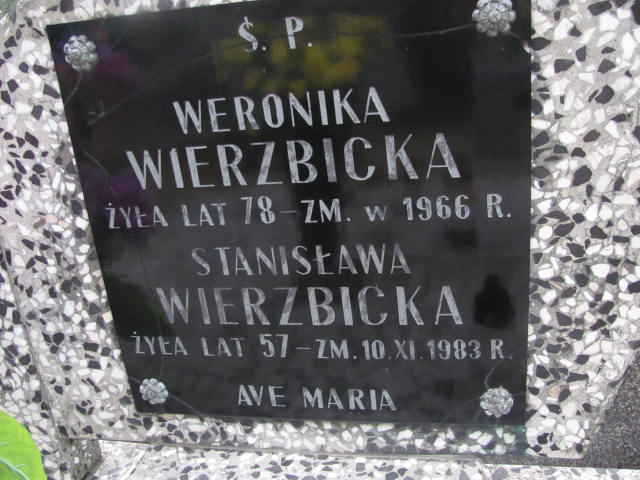 Ś. P.
WERONIKA
WIERZBICKA
ŻYŁA LAT 78 - ZM. w 1966 R.
STANISŁAWA
WIERZBICKA
ŻYŁA LAT 57 - ZM. 10. XI. 1983 R.
AVE MARIA